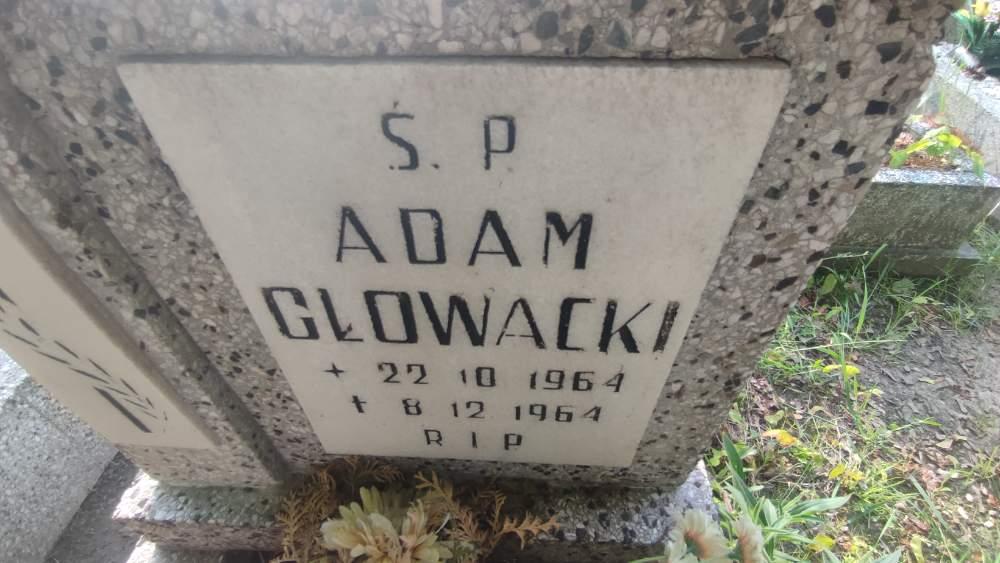 Ś. P
ADAM
GŁOWACKI
* 22 10 1964
† 8 12 1964
R I P